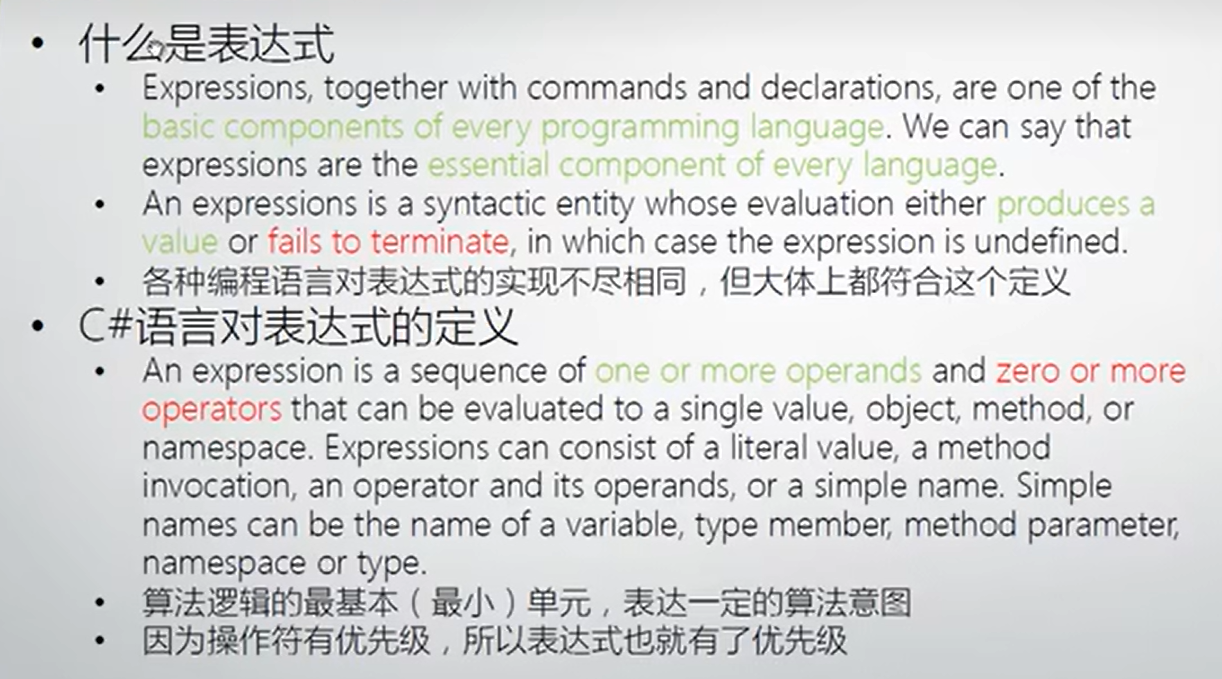 • 什么是表达式
• Expressions, together with commands and declarations, are one of the
basic components of every programming language. We can say that
expressions are the essential component of every language.
• An expressions is a syntactic entity whose evaluation either produces a
value or fails to terminate, in which case the expression is undefined.
• 各种编程语言对表达式的实现不尽相同，但大体上都符合这个定义
• C#语言对表达式的定义
• An expression is a sequence of one or more operands and zero or more
operators that can be evaluated to a single value, object, method, or
namespace. Expressions can consist of a literal value, a method
invocation, an operator and its operands, or a simple name. Simple
names can be the name of a variable, type member, method parameter,
namespace or type.
• 算法逻辑的最基本（最小）单元，表达一定的算法意图
• 因为操作符有优先级，所以表达式也就有了优先级